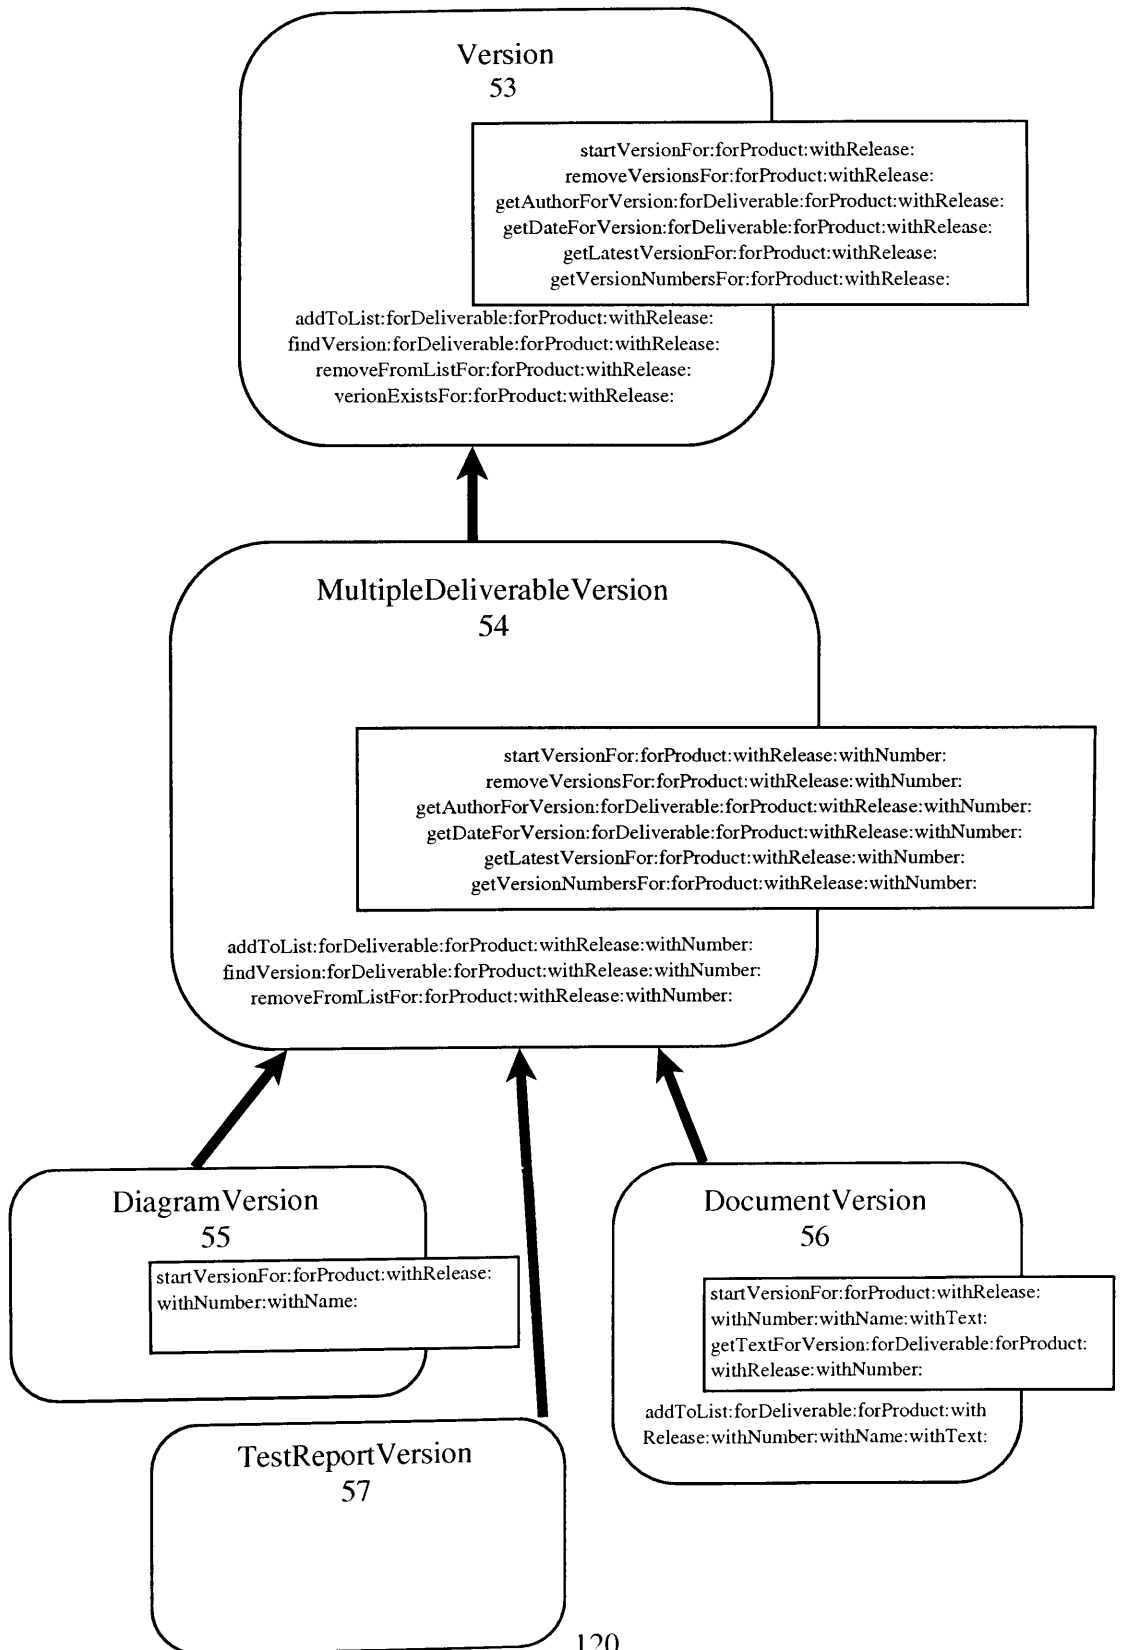 Version
53
startVersionFor:forProduct:withRelease:
removeVersionsFor:forProduct:withRelease:
getAuthorForVersion:forDeliverable:forProduct:withRelease:
getDateForVersion:forDeliverable:forProduct:withRelease:
getLatestVersionFor:forProduct:withRelease:
getVersionNumbersFor:forProduct:withRelease:
addToList:forDeliverable:forProduct:withRelease:
findVersion:forDeliverable:forProduct:withRelease:
removeFromListFor:forProduct:withRelease:
verionExistsFor:forProduct:withRelease:
MultipleDeliverableVersion
54
startVersionFor:forProduct:withRelease:withNumber:
removeVersionsFor:forProduct:withRelease:withNumber:
getAuthorForVersion:forDeliverable:forProduct:withRelease:withNumber:
getDateForVersion:forDeliverable:forProduct:withRelease:withNumber:
getLatestVersionFor:forProduct:withRelease:withNumber:
getVersionNumbersFor:forProduct:withRelease:withNumber:
addToList:forDeliverable:forProduct:withRelease:withNumber:
findVersion:forDeliverable:forProduct:withRelease:withNumber:
removeFromListFor:forProduct:withRelease:withNumber:
DiagramVersion
55
startVersionFor:forProduct:withRelease:
withNumber:withName:
DocumentVersion
56
startVersionFor:forProduct:withRelease:
withNumber:withName:withText:
getTextForVersion:forDeliverable:forProduct:
withRelease:withNumber:
addToList:forDeliverable:forProduct:with
Release:withNumber:withName:withText:
TestReportVersion
57
120